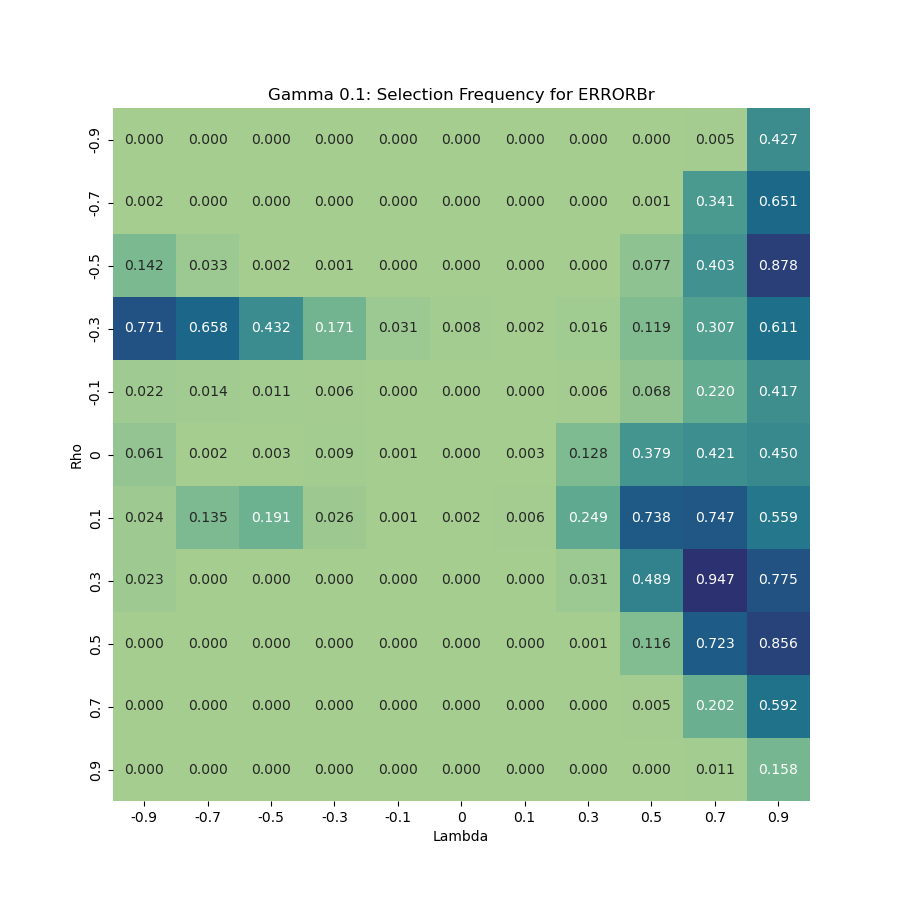 Gamma 0.1: Selection Frequency for ERRORBr
-0.9 0.000 0.000 0.000 0.000 0.000 0.000 0.000 0.000 0.000 0.005 0.427
-0.7 0.002 0.000 0.000 0.000 0.000 0.000 0.000 0.000 0.001 0.341 0.651
-0.5 0.142 0.033 0.002 0.001 0.000 0.000 0.000 0.000 0.077 0.403 0.878
-0.3 0.771 0.658 0.432 0.171 0.031 0.008 0.002 0.016 0.119 0.307 0.611
-0.1 0.022 0.014 0.011 0.006 0.000 0.000 0.000 0.006 0.068 0.220 0.417
Rho
0 0.061 0.002 0.003 0.009 0.001 0.000 0.003 0.128 0.379 0.421 0.450
0.1 0.024 0.135 0.191 0.026 0.001 0.002 0.006 0.249 0.738 0.747 0.559
0.3 0.023 0.000 0.000 0.000 0.000 0.000 0.000 0.031 0.489 0.947 0.775
0.5 0.000 0.000 0.000 0.000 0.000 0.000 0.000 0.001 0.116 0.723 0.856
0.7 0.000 0.000 0.000 0.000 0.000 0.000 0.000 0.000 0.005 0.202 0.592
0.9 0.000 0.000 0.000 0.000 0.000 0.000 0.000 0.000 0.000 0.011 0.158
-0.9 -0.7 -0.5 -0.3 -0.1 0 0.1 0.3 0.5 0.7 0.9
Lambda